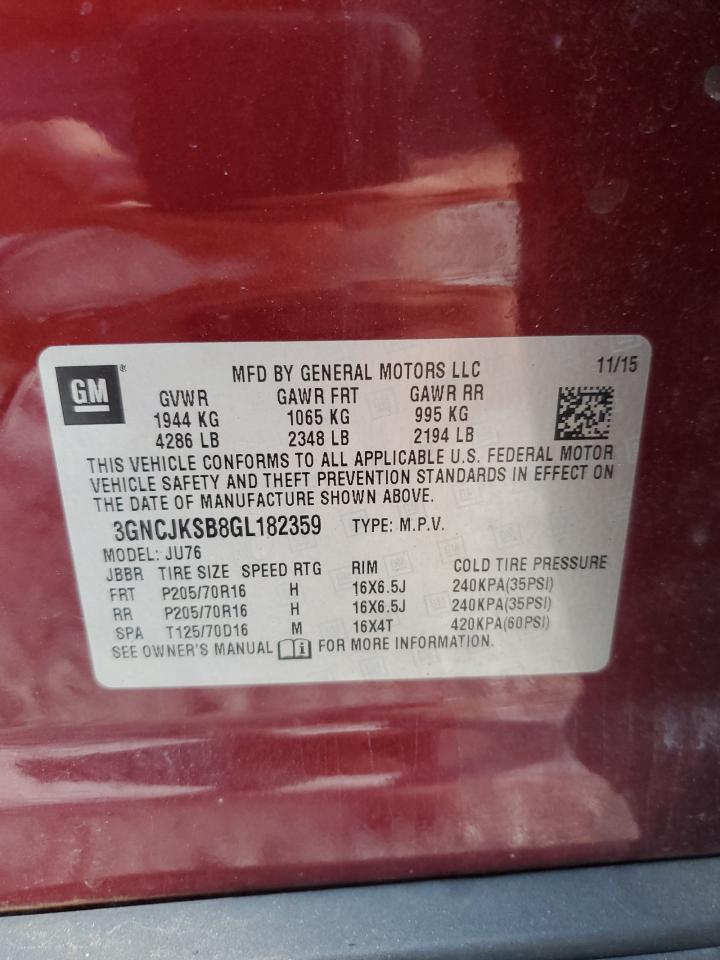 GM ®
MFD BY GENERAL MOTORS LLC 11/15
GVWR GAWR FRT GAWR RR
1944 KG 1065 KG 995 KG
4286 LB 2348 LB 2194 LB
THIS VEHICLE CONFORMS TO ALL APPLICABLE U.S. FEDERAL MOTOR
VEHICLE SAFETY AND THEFT PREVENTION STANDARDS IN EFFECT ON
THE DATE OF MANUFACTURE SHOWN ABOVE.
3GNCJKSB8GL182359 TYPE: M.P.V.
MODEL: JU76
JBBR TIRE SIZE SPEED RTG RIM COLD TIRE PRESSURE
FRT P205/70R16 H 16X6.5J 240KPA(35PSI)
RR P205/70R16 H 16X6.5J 240KPA(35PSI)
SPA T125/70D16 M 16X4T 420KPA(60PSI)
SEE OWNER'S MANUAL i FOR MORE INFORMATION.